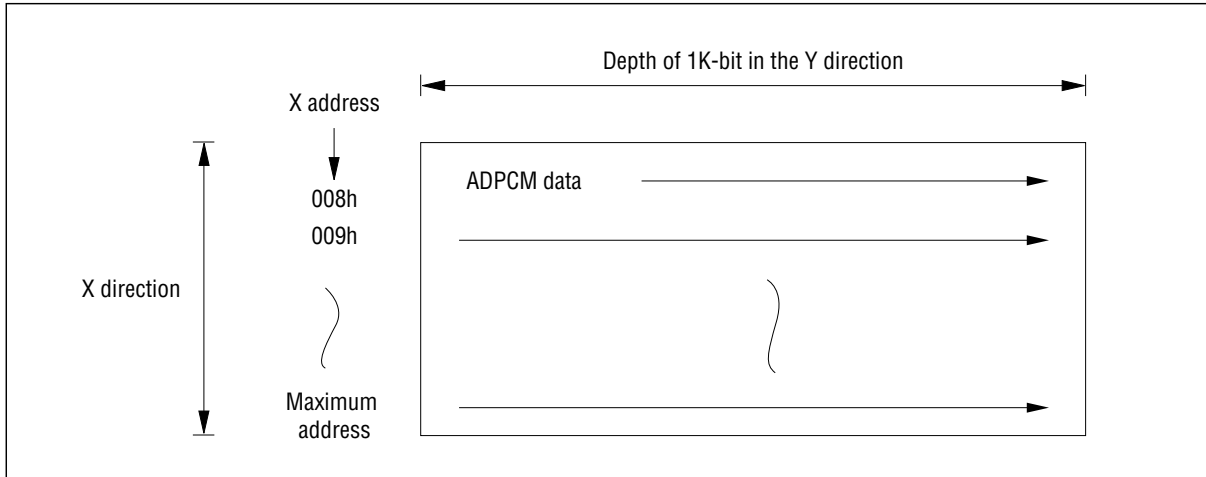 Depth of 1K-bit in the Y direction
X address
008h
ADPCM data
009h
X direction
Maximum
address